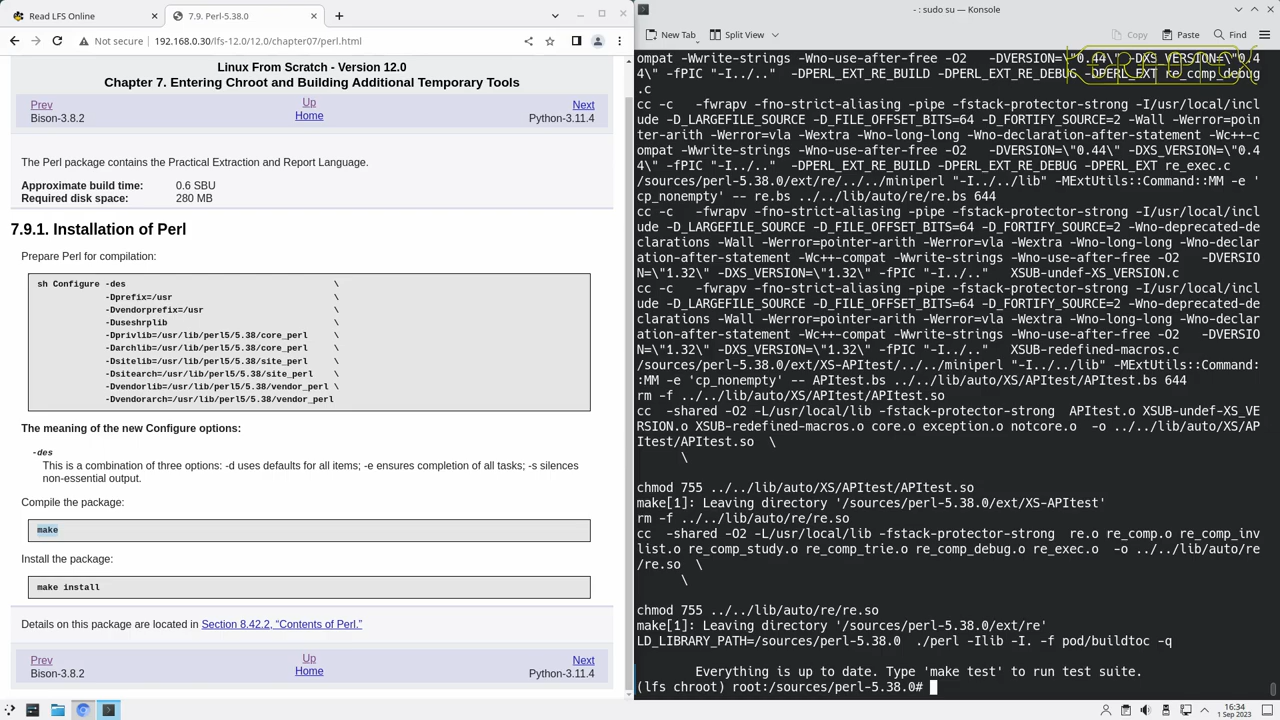 Read LFS Online
7.9. Perl-5.38.0
Not secure
192.168.0.30/lfs-12.0/12.0/chapter07/perl.html
Linux From Scratch - Version 12.0
Chapter 7. Entering Chroot and Building Additional Temporary Tools
Prev
Up
Next
Bison-3.8.2
Home
Python-3.11.4
The Perl package contains the Practical Extraction and Report Language.
Approximate build time: 0.6 SBU
Required disk space: 280 MB
7.9.1. Installation of Perl
Prepare Perl for compilation:
sh Configure -des \
-Dprefix=/usr \
-Dvendorprefix=/usr \
-Duseshrplib \
-Dprivlib=/usr/lib/perl5/5.38/core_perl \
-Darchlib=/usr/lib/perl5/5.38/core_perl \
-Dsitelib=/usr/lib/perl5/5.38/site_perl \
-Dsitearch=/usr/lib/perl5/5.38/site_perl \
-Dvendorlib=/usr/lib/perl5/5.38/vendor_perl \
-Dvendorarch=/usr/lib/perl5/5.38/vendor_perl
The meaning of the new Configure options:
-des
This is a combination of three options: -d uses defaults for all items; -e ensures completion of all tasks; -s silences
non-essential output.
Compile the package:
make
Install the package:
make install
Details on this package are located in Section 8.42.2, “Contents of Perl.”
Prev
Up
Next
Bison-3.8.2
Home
Python-3.11.4
- : sudo su — Konsole
New Tab
Split View
Copy
Paste
Find
ompat -Wwrite-strings -Wno-use-after-free -O2   -DVERSION=\"0.44\" -DXS_VERSION=\"0.4
4\" -fPIC "-I../.."  -DPERL_EXT_RE_BUILD -DPERL_EXT_RE_DEBUG -DPERL_EXT re_comp_debug
.c
cc -c   -fwrapv -fno-strict-aliasing -pipe -fstack-protector-strong -I/usr/local/incl
ude -D_LARGEFILE_SOURCE -D_FILE_OFFSET_BITS=64 -D_FORTIFY_SOURCE=2 -Wall -Werror=poin
ter-arith -Werror=vla -Wextra -Wno-long-long -Wno-declaration-after-statement -Wc++-c
ompat -Wwrite-strings -Wno-use-after-free -O2   -DVERSION=\"0.44\" -DXS_VERSION=\"0.4
4\" -fPIC "-I../.."  -DPERL_EXT_RE_BUILD -DPERL_EXT_RE_DEBUG -DPERL_EXT re_exec.c
/sources/perl-5.38.0/ext/re/../../miniperl "-I../../lib" -MExtUtils::Command::MM -e '
cp_nonempty' -- re.bs ../../lib/auto/re/re.bs 644
cc -c   -fwrapv -fno-strict-aliasing -pipe -fstack-protector-strong -I/usr/local/incl
ude -D_LARGEFILE_SOURCE -D_FILE_OFFSET_BITS=64 -D_FORTIFY_SOURCE=2 -Wno-deprecated-de
clarations -Wall -Werror=pointer-arith -Werror=vla -Wextra -Wno-long-long -Wno-declar
ation-after-statement -Wc++-compat -Wwrite-strings -Wno-use-after-free -O2   -DVERSIO
N=\"1.32\" -DXS_VERSION=\"1.32\" -fPIC "-I../.."   XSUB-undef-XS_VERSION.c
cc -c   -fwrapv -fno-strict-aliasing -pipe -fstack-protector-strong -I/usr/local/incl
ude -D_LARGEFILE_SOURCE -D_FILE_OFFSET_BITS=64 -D_FORTIFY_SOURCE=2 -Wno-deprecated-de
clarations -Wall -Werror=pointer-arith -Werror=vla -Wextra -Wno-long-long -Wno-declar
ation-after-statement -Wc++-compat -Wwrite-strings -Wno-use-after-free -O2   -DVERSIO
N=\"1.32\" -DXS_VERSION=\"1.32\" -fPIC "-I../.."   XSUB-redefined-macros.c
/sources/perl-5.38.0/ext/XS-APItest/../../miniperl "-I../../lib" -MExtUtils::Command:
:MM -e 'cp_nonempty' -- APItest.bs ../../lib/auto/XS/APItest/APItest.bs 644
rm -f ../../lib/auto/XS/APItest/APItest.so
cc  -shared -O2 -L/usr/local/lib -fstack-protector-strong  APItest.o XSUB-undef-XS_VE
RSION.o XSUB-redefined-macros.o core.o exception.o notcore.o  -o ../../lib/auto/XS/AP
Itest/APItest.so  \
\
chmod 755 ../../lib/auto/XS/APItest/APItest.so
make[1]: Leaving directory '/sources/perl-5.38.0/ext/XS-APItest'
rm -f ../../lib/auto/re/re.so
cc  -shared -O2 -L/usr/local/lib -fstack-protector-strong  re.o re_comp.o re_comp_inv
list.o re_comp_study.o re_comp_trie.o re_comp_debug.o re_exec.o  -o ../../lib/auto/re
/re.so  \
\
chmod 755 ../../lib/auto/re/re.so
make[1]: Leaving directory '/sources/perl-5.38.0/ext/re'
LD_LIBRARY_PATH=/sources/perl-5.38.0  ./perl -Ilib -I. -f pod/buildtoc -q
Everything is up to date. Type 'make test' to run test suite.
(lfs chroot) root:/sources/perl-5.38.0#
16:34
1 Sep 2023